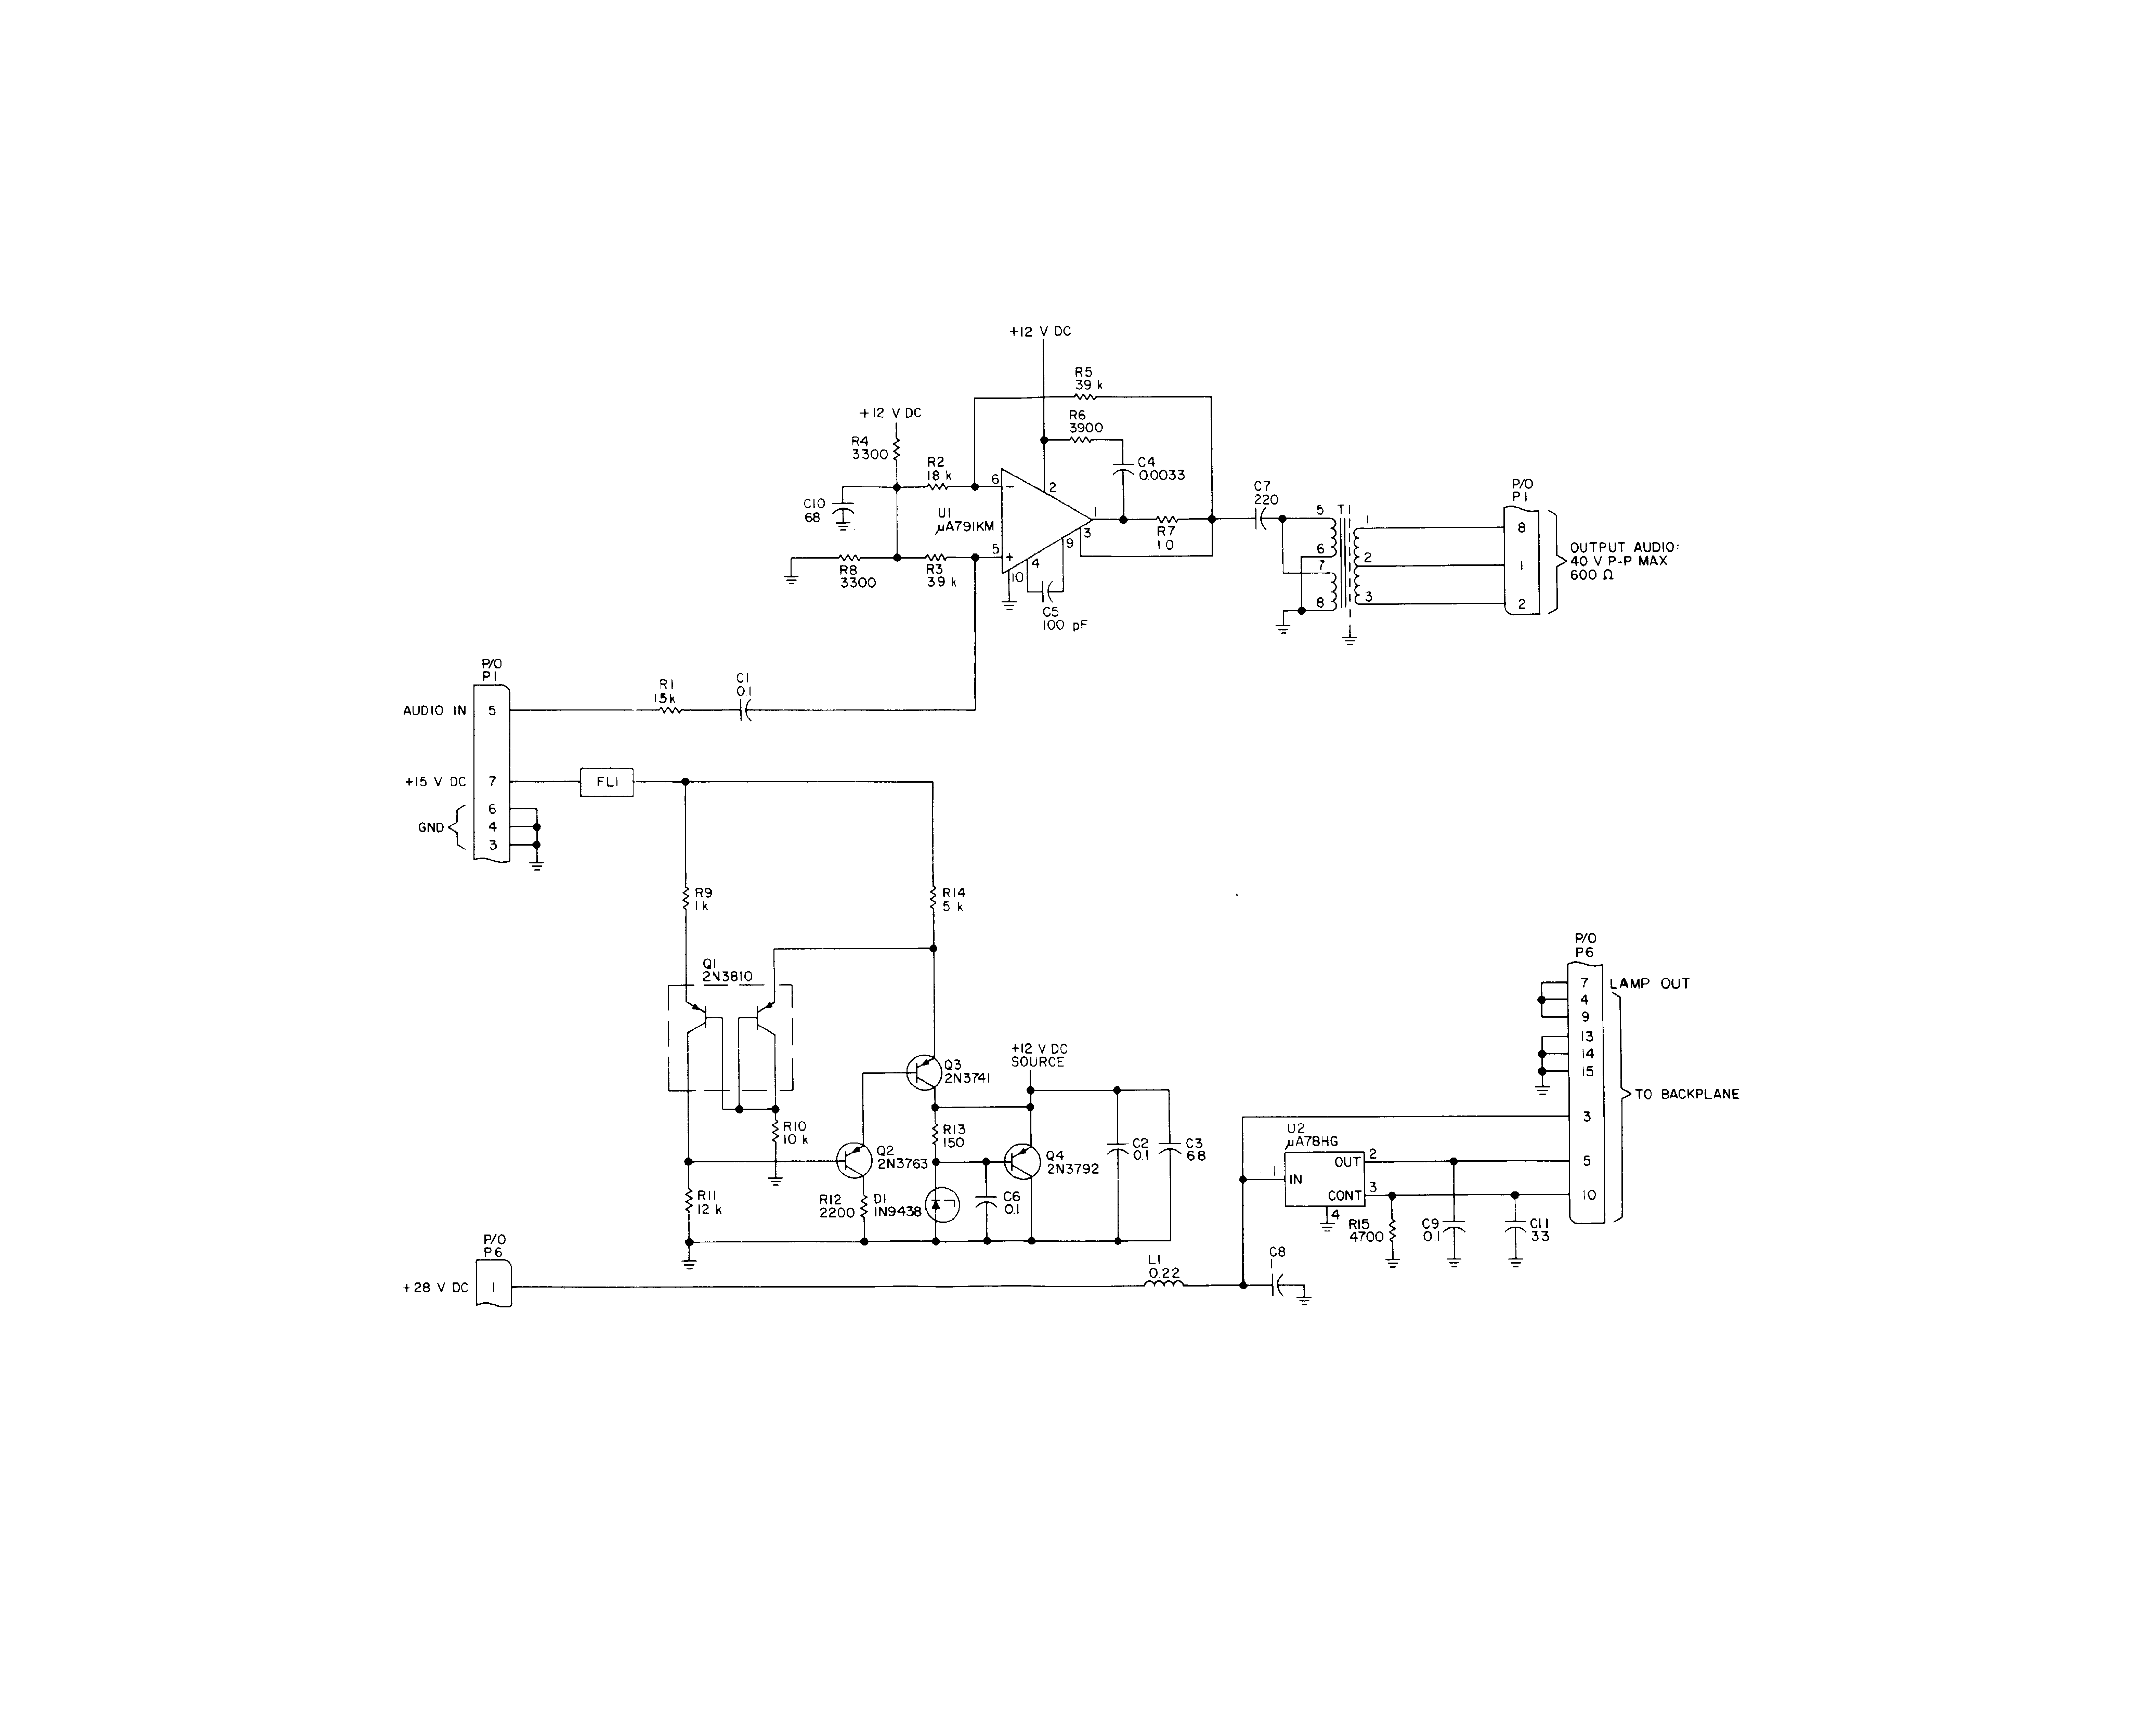 +12 V DC
R5
39 k
+12 V DC
R4
3300
R6
3900
C4
0.0033
R2
18 k
6
−
2
C10
68
U1
µA791KM
1
R7
10
3
C7
220
5
T1
1
6
7
2
8
3
P/O
P1
8
1
2
OUTPUT AUDIO:
40 V P-P MAX
600 Ω
R8
3300
R3
39 k
5
+
10
4
9
C5
100 pF
P/O
P1
AUDIO IN
5
R1
15k
C1
0.1
+15 V DC
7
FL1
GND
6
4
3
R9
1k
R14
5 k
Q1
2N3810
Q3
2N3741
+12 V DC
SOURCE
R10
10 k
Q2
2N3763
R13
150
Q4
2N3792
C2
0.1
C3
68
R11
12 k
R12
2200
D1
1N9438
C6
0.1
P/O
P6
7
LAMP OUT
4
9
13
14
15
TO BACKPLANE
3
5
10
U2
µA78HG
OUT
2
1
IN
CONT
3
4
R15
4700
C9
0.1
C11
33
P/O
P6
+28 V DC
1
L1
0.22
C8
1